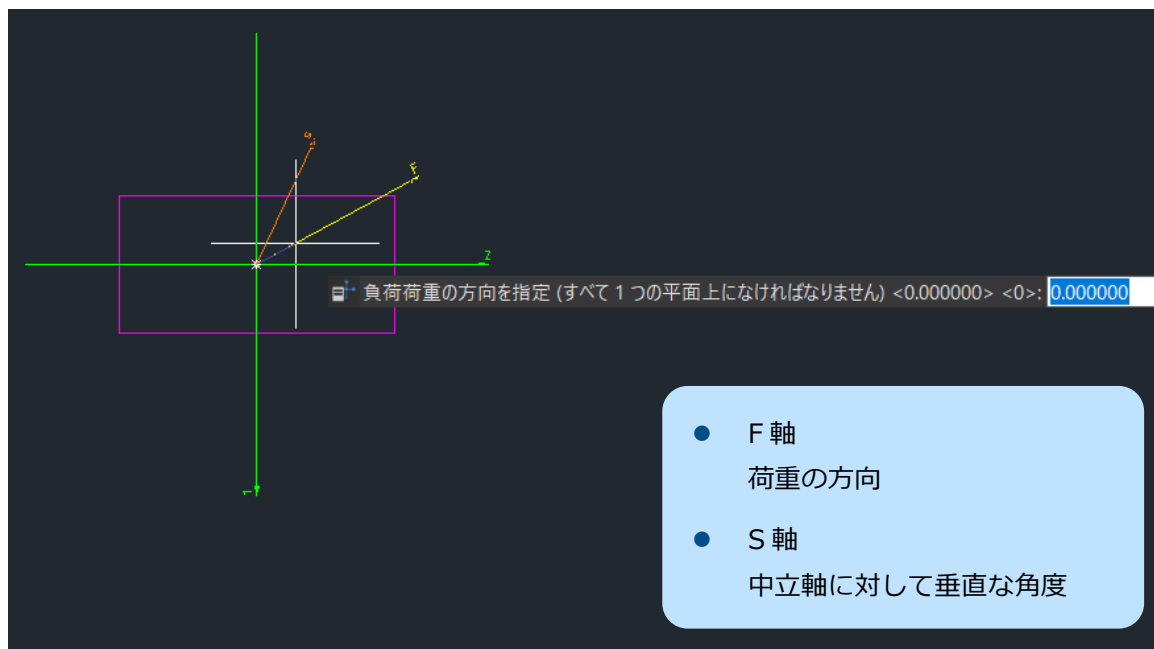 S
F
Z
1
負荷荷重の方向を指定 (すべて 1 つの平面上になければなりません) <0.000000> <0>: 0.000000
● F 軸
荷重の方向
● S 軸
中立軸に対して垂直な角度